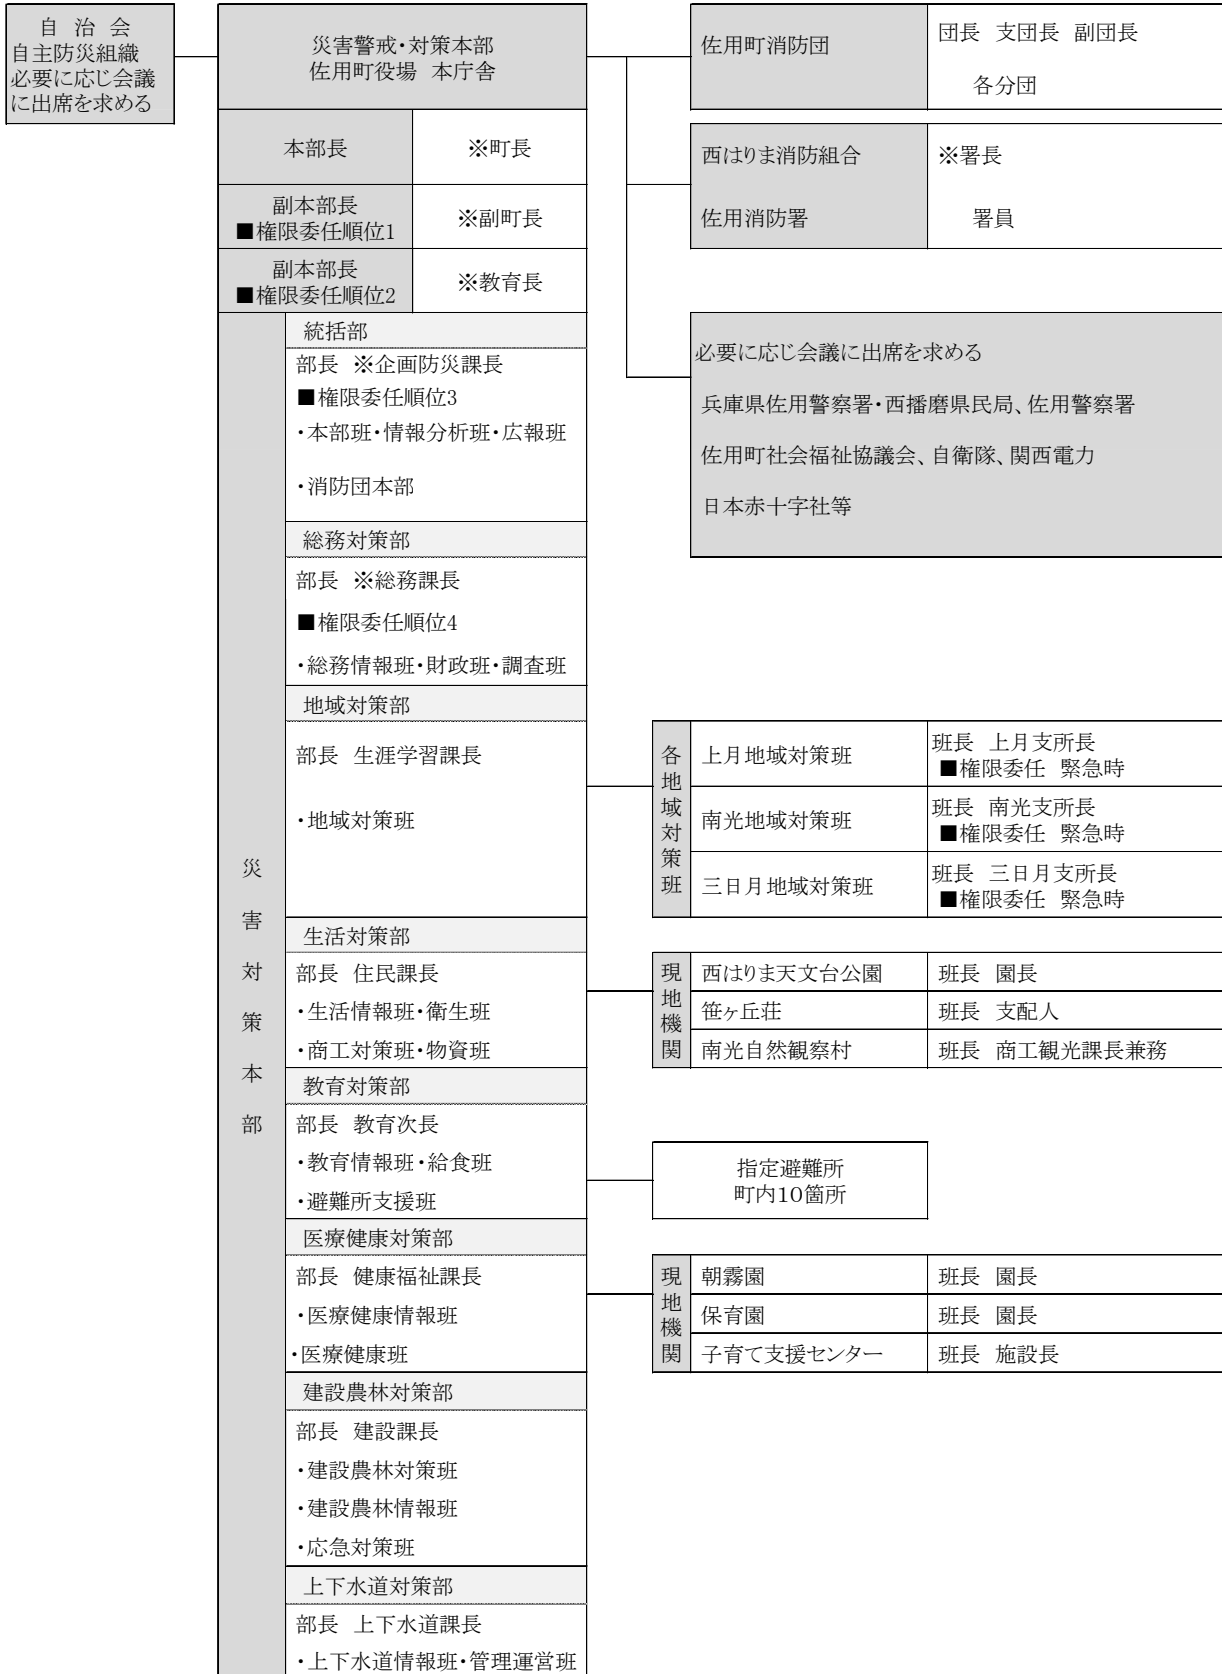 自 治 会
自主防災組織
必要に応じ会議
に出席を求める
災害警戒・対策本部
佐用町役場 本庁舎
本部長 ※町長
副本部長
■権限委任順位1
※副町長
副本部長
■権限委任順位2
※教育長
災害対策本部
統括部
部長 ※企画防災課長
■権限委任順位3
・本部班・情報分析班・広報班
・消防団本部
総務対策部
部長 ※総務課長
■権限委任順位4
・総務情報班・財政班・調査班
地域対策部
部長 生涯学習課長
・地域対策班
生活対策部
部長 住民課長
・生活情報班・衛生班
・商工対策班・物資班
教育対策部
部長 教育次長
・教育情報班・給食班
・避難所支援班
医療健康対策部
部長 健康福祉課長
・医療健康情報班
・医療健康班
建設農林対策部
部長 建設課長
・建設農林対策班
・建設農林情報班
・応急対策班
上下水道対策部
部長 上下水道課長
・上下水道情報班・管理運営班
佐用町消防団
団長 支団長 副団長
各分団
西はりま消防組合 ※署長
佐用消防署 署員
必要に応じ会議に出席を求める
兵庫県佐用警察署・西播磨県民局、佐用警察署
佐用町社会福祉協議会、自衛隊、関西電力
日本赤十字社等
各地域対策班
上月地域対策班
班長 上月支所長
■権限委任 緊急時
南光地域対策班
班長 南光支所長
■権限委任 緊急時
三日月地域対策班
班長 三日月支所長
■権限委任 緊急時
現地機関
西はりま天文台公園 班長 園長
笹ヶ丘荘 班長 支配人
南光自然観察村 班長 商工観光課長兼務
指定避難所
町内10箇所
現地機関
朝霧園 班長 園長
保育園 班長 園長
子育て支援センター 班長 施設長